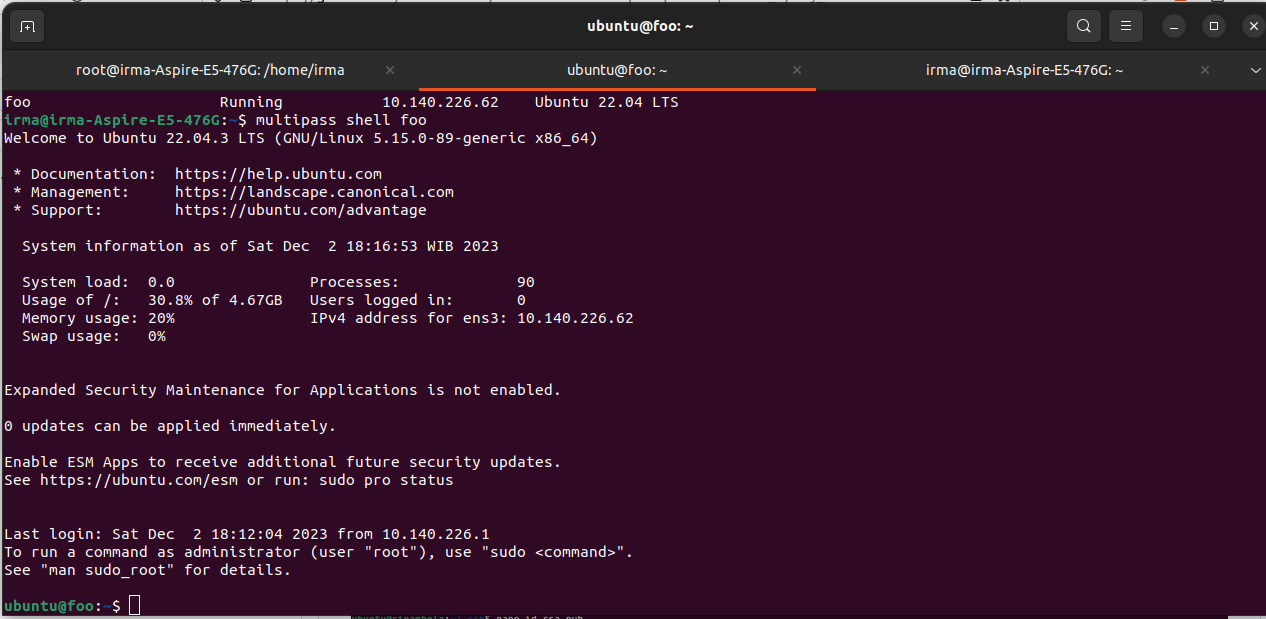 ubuntu@foo: ~
root@irma-Aspire-E5-476G: /home/irma
ubuntu@foo: ~
irma@irma-Aspire-E5-476G: ~
foo Running 10.140.226.62 Ubuntu 22.04 LTS
irma@irma-Aspire-E5-476G:~$ multipass shell foo
Welcome to Ubuntu 22.04.3 LTS (GNU/Linux 5.15.0-89-generic x86_64)
* Documentation: https://help.ubuntu.com
* Management: https://landscape.canonical.com
* Support: https://ubuntu.com/advantage
System information as of Sat Dec 2 18:16:53 WIB 2023
System load: 0.0 Processes: 90
Usage of /: 30.8% of 4.67GB Users logged in: 0
Memory usage: 20% IPv4 address for ens3: 10.140.226.62
Swap usage: 0%
Expanded Security Maintenance for Applications is not enabled.
0 updates can be applied immediately.
Enable ESM Apps to receive additional future security updates.
See https://ubuntu.com/esm or run: sudo pro status
Last login: Sat Dec 2 18:12:04 2023 from 10.140.226.1
To run a command as administrator (user "root"), use "sudo <command>".
See "man sudo_root" for details.
ubuntu@foo:~$